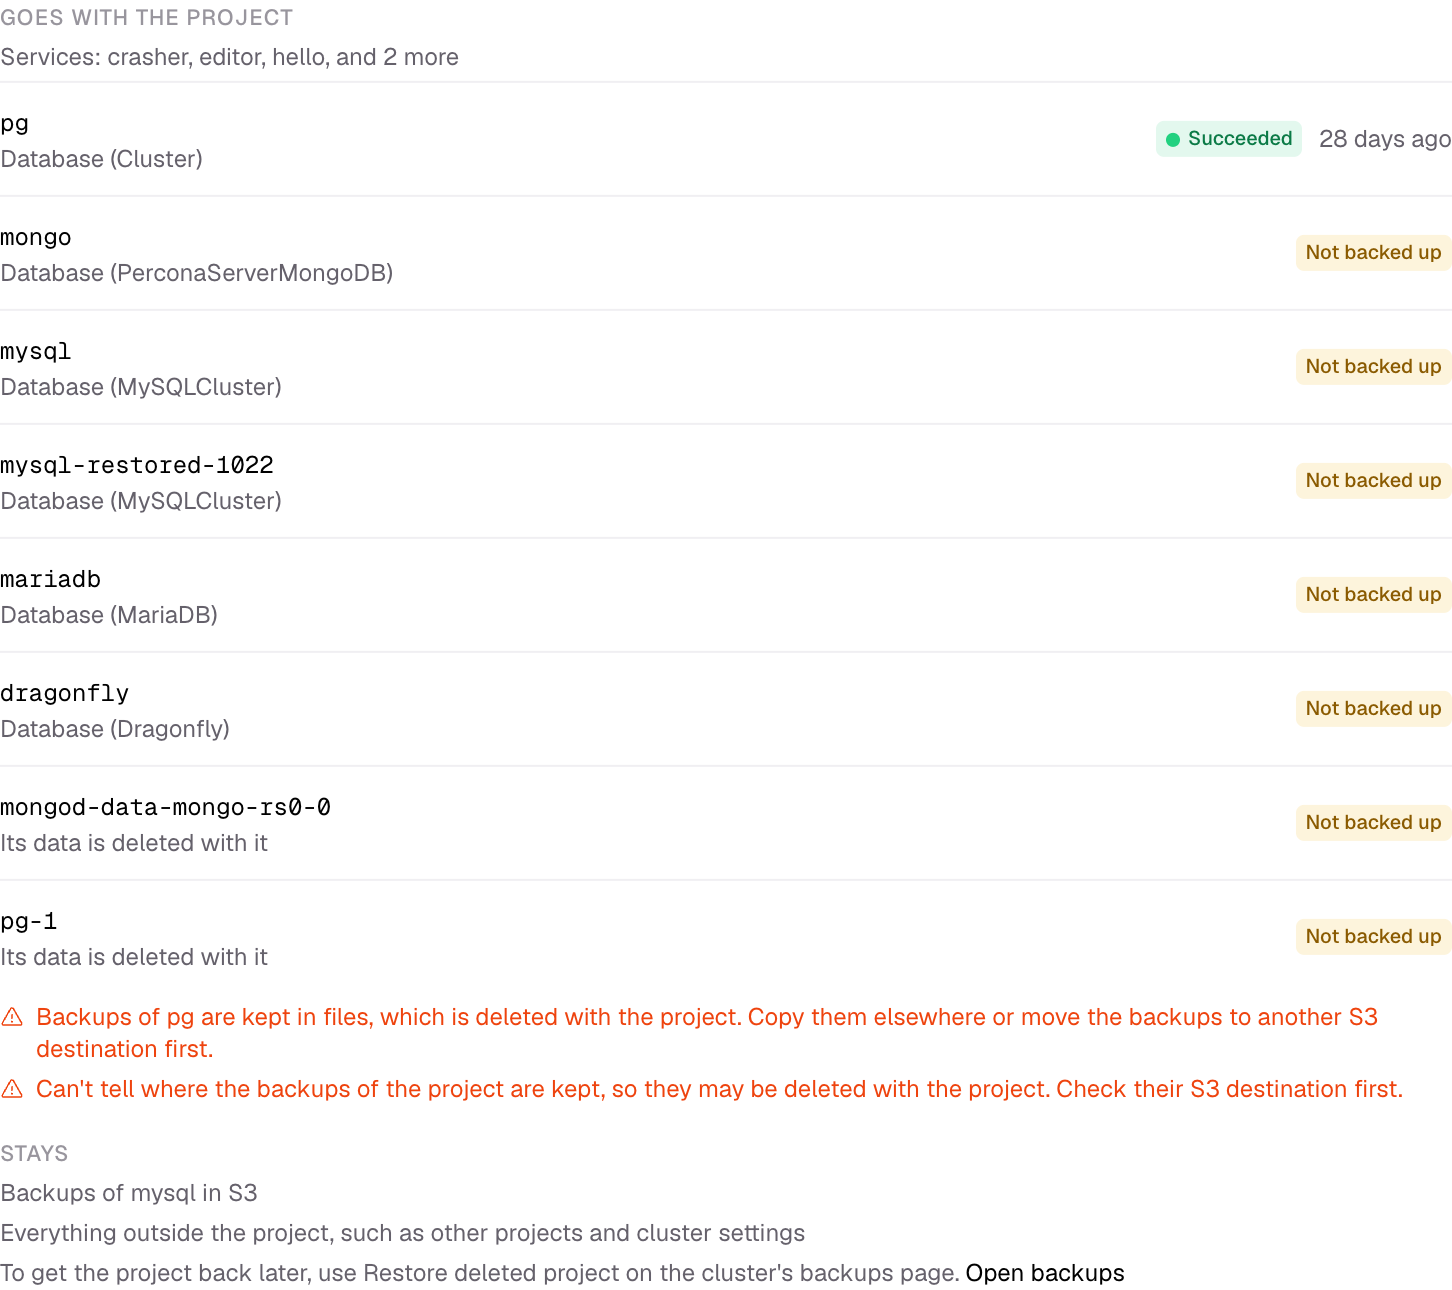 GOES WITH THE PROJECT
Services: crasher, editor, hello, and 2 more
pg
Database (Cluster)
Succeeded 28 days ago
mongo
Database (PerconaServerMongoDB)
Not backed up
mysql
Database (MySQLCluster)
Not backed up
mysql-restored-1022
Database (MySQLCluster)
Not backed up
mariadb
Database (MariaDB)
Not backed up
dragonfly
Database (Dragonfly)
Not backed up
mongod-data-mongo-rs0-0
Its data is deleted with it
Not backed up
pg-1
Its data is deleted with it
Not backed up
Backups of pg are kept in files, which is deleted with the project. Copy them elsewhere or move the backups to another S3
destination first.
Can't tell where the backups of the project are kept, so they may be deleted with the project. Check their S3 destination first.
STAYS
Backups of mysql in S3
Everything outside the project, such as other projects and cluster settings
To get the project back later, use Restore deleted project on the cluster's backups page. Open backups